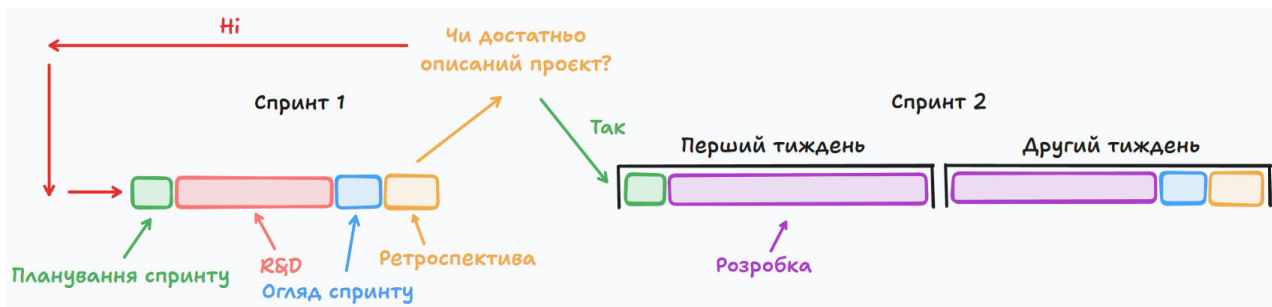 Ні
Чи достатньо
описаний проєкт?
Спринт 1
Спринт 2
Так
Перший тиждень
Другий тиждень
Планування спринту
R&D
Огляд спринту
Ретроспектива
Розробка